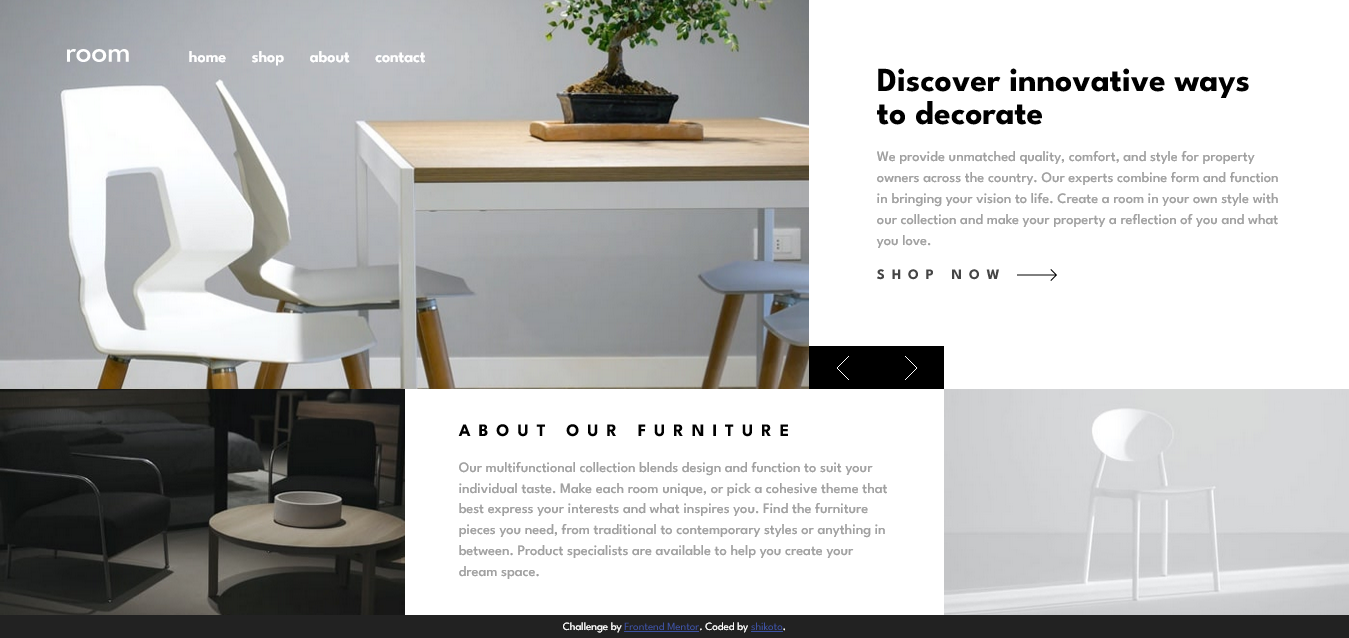 room
home shop about contact
Discover innovative ways
to decorate
We provide unmatched quality, comfort, and style for property
owners across the country. Our experts combine form and function
in bringing your vision to life. Create a room in your own style with
our collection and make your property a reflection of you and what
you love.
SHOP NOW
ABOUT OUR FURNITURE
Our multifunctional collection blends design and function to suit your
individual taste. Make each room unique, or pick a cohesive theme that
best express your interests and what inspires you. Find the furniture
pieces you need, from traditional to contemporary styles or anything in
between. Product specialists are available to help you create your
dream space.
Challenge by Frontend Mentor. Coded by shikoto.